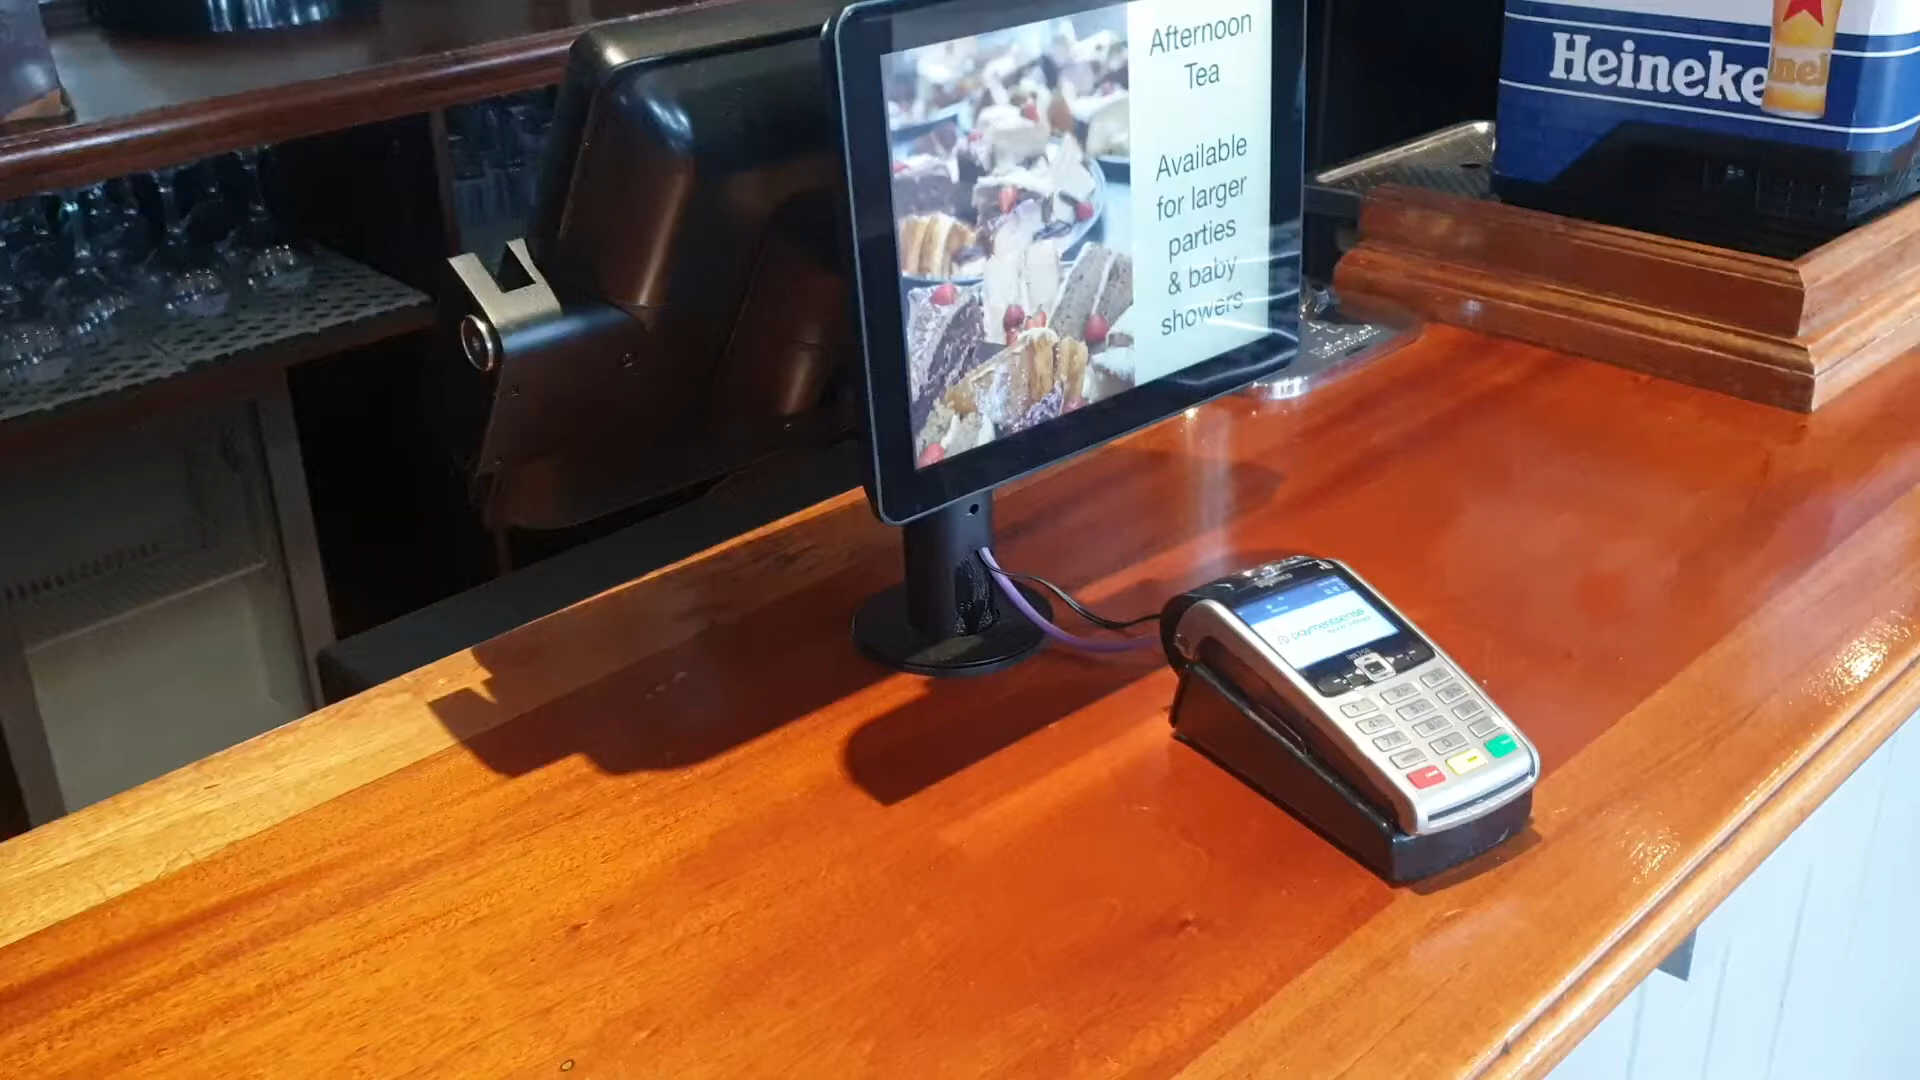 Afternoon
Tea
Available
for larger
parties
& baby
showers
Heineke
paymentsense